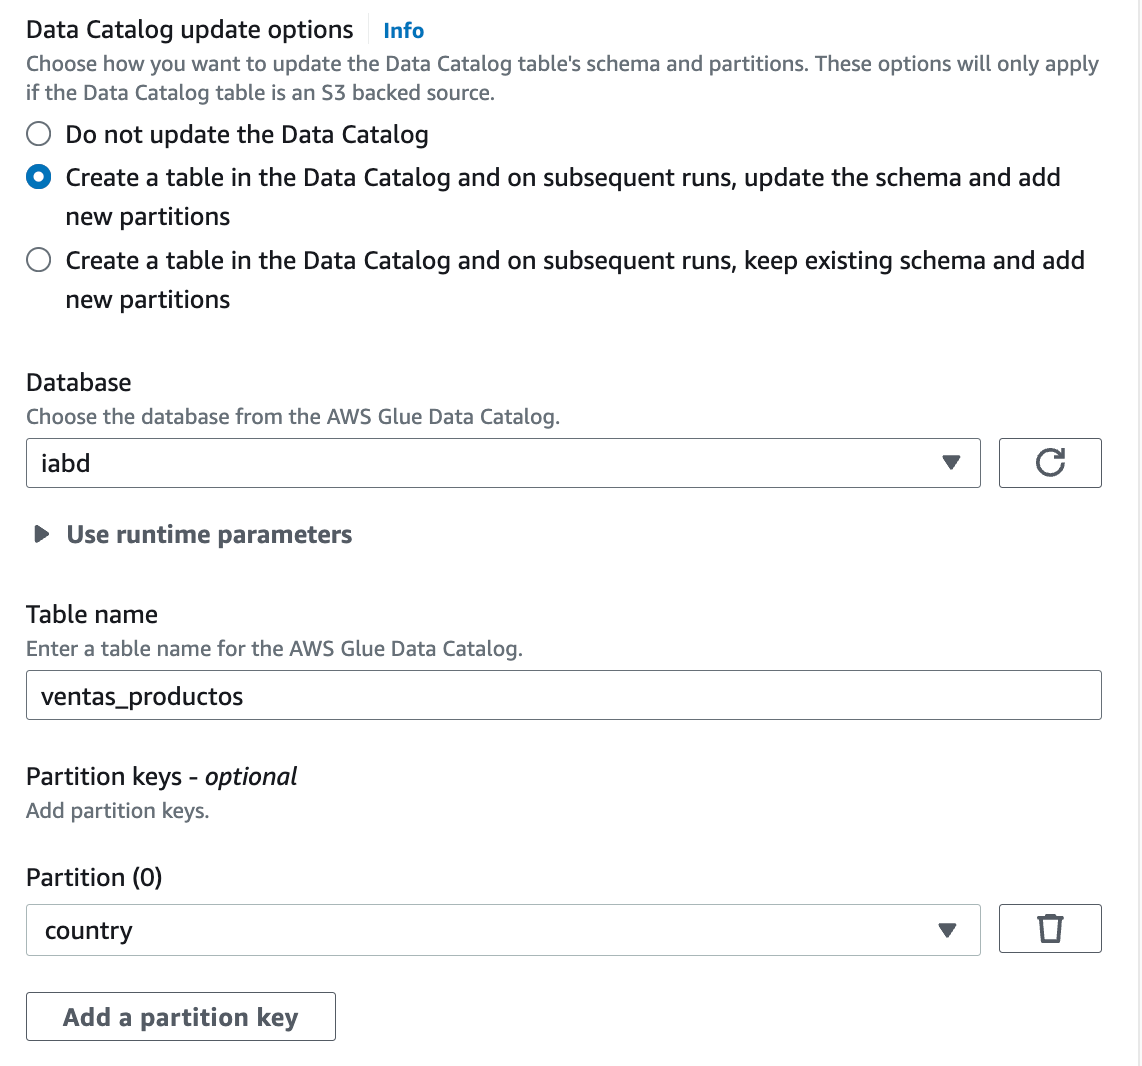 Data Catalog update options Info
Choose how you want to update the Data Catalog table's schema and partitions. These options will only apply
if the Data Catalog table is an S3 backed source.
Do not update the Data Catalog
Create a table in the Data Catalog and on subsequent runs, update the schema and add
new partitions
Create a table in the Data Catalog and on subsequent runs, keep existing schema and add
new partitions
Database
Choose the database from the AWS Glue Data Catalog.
iabd
Use runtime parameters
Table name
Enter a table name for the AWS Glue Data Catalog.
ventas_productos
Partition keys - optional
Add partition keys.
Partition (0)
country
Add a partition key